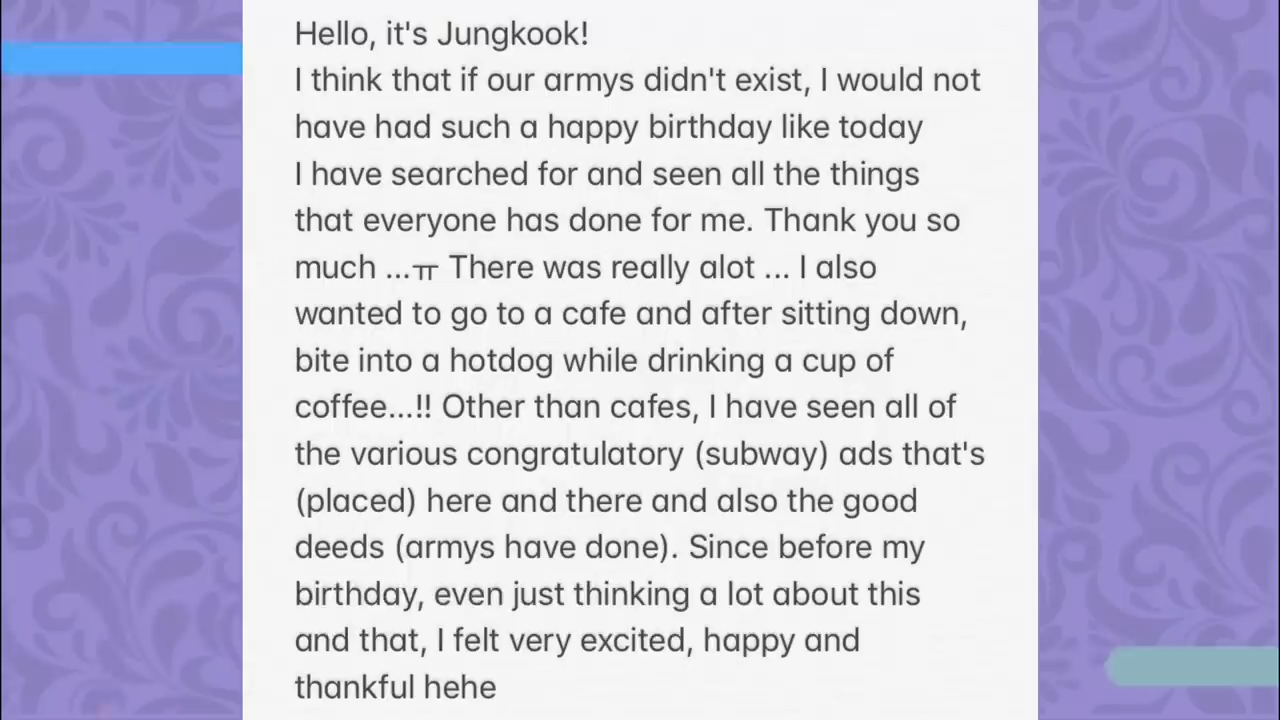 Hello, it's Jungkook!
I think that if our armys didn't exist, I would not
have had such a happy birthday like today
I have searched for and seen all the things
that everyone has done for me. Thank you so
much ...ㅠ There was really alot ... I also
wanted to go to a cafe and after sitting down,
bite into a hotdog while drinking a cup of
coffee...!! Other than cafes, I have seen all of
the various congratulatory (subway) ads that's
(placed) here and there and also the good
deeds (armys have done). Since before my
birthday, even just thinking a lot about this
and that, I felt very excited, happy and
thankful hehe